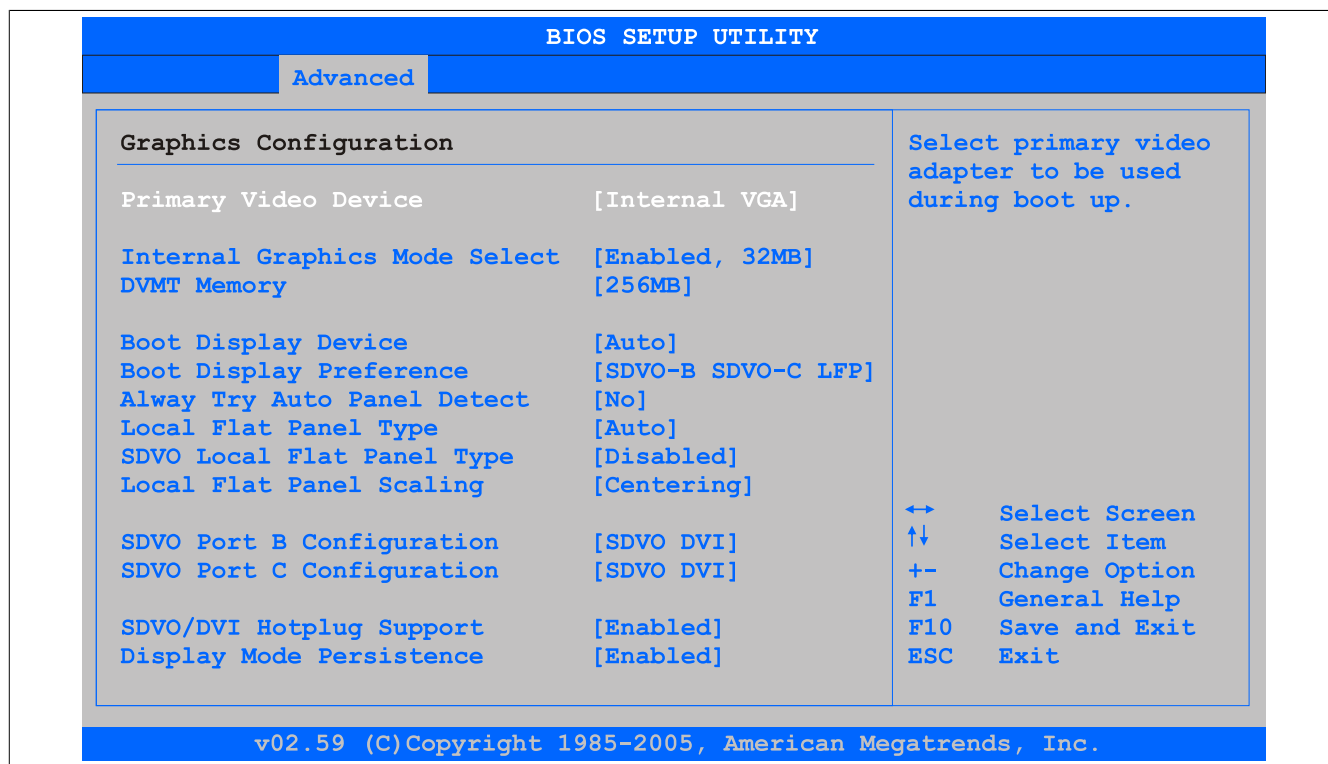 BIOS SETUP UTILITY
Advanced
Graphics Configuration
Primary Video Device [Internal VGA]
Internal Graphics Mode Select [Enabled, 32MB]
DVMT Memory [256MB]
Boot Display Device [Auto]
Boot Display Preference [SDVO-B SDVO-C LFP]
Alway Try Auto Panel Detect [No]
Local Flat Panel Type [Auto]
SDVO Local Flat Panel Type [Disabled]
Local Flat Panel Scaling [Centering]
SDVO Port B Configuration [SDVO DVI]
SDVO Port C Configuration [SDVO DVI]
SDVO/DVI Hotplug Support [Enabled]
Display Mode Persistence [Enabled]
Select primary video
adapter to be used
during boot up.
↔ Select Screen
↑↓ Select Item
+- Change Option
F1 General Help
F10 Save and Exit
ESC Exit
v02.59 (C)Copyright 1985-2005, American Megatrends, Inc.